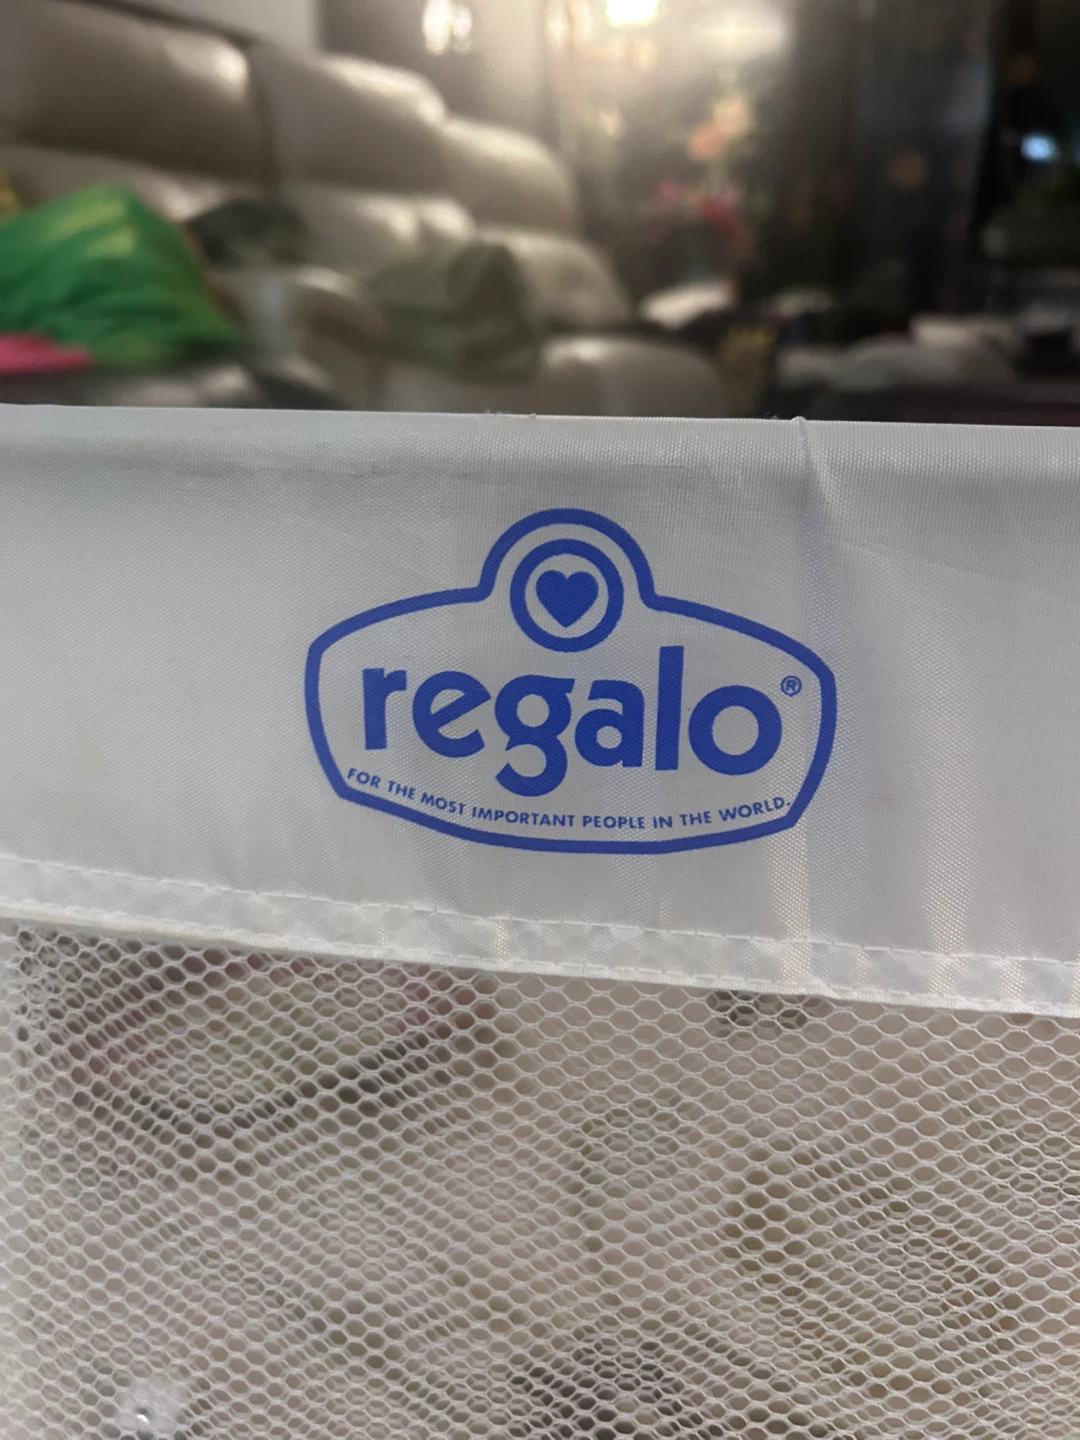 regalo®
FOR THE MOST IMPORTANT PEOPLE IN THE WORLD.